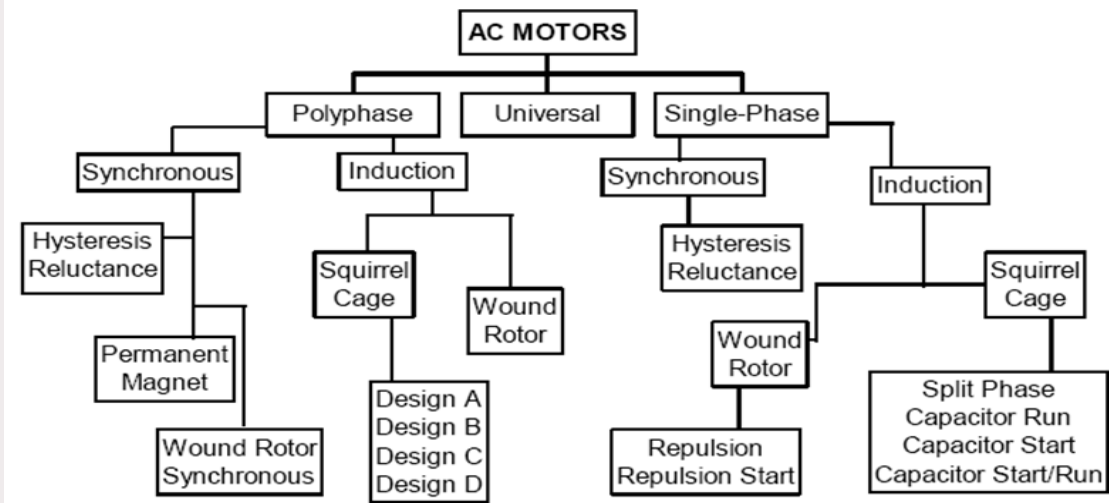 AC MOTORS
Polyphase
Universal
Single-Phase
Synchronous
Induction
Synchronous
Induction
Hysteresis
Reluctance
Squirrel
Cage
Wound
Rotor
Hysteresis
Reluctance
Squirrel
Cage
Permanent
Magnet
Wound
Rotor
Design A
Design B
Design C
Design D
Split Phase
Capacitor Run
Capacitor Start
Capacitor Start/Run
Wound Rotor
Synchronous
Repulsion
Repulsion Start